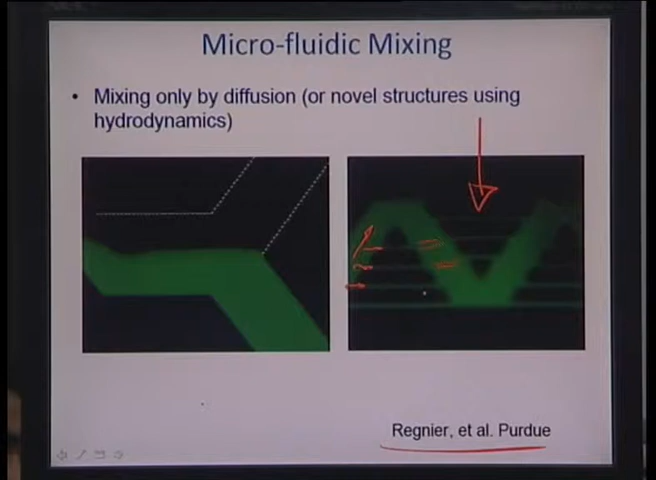 Micro-fluidic Mixing
• Mixing only by diffusion (or novel structures using
hydrodynamics)
Regnier, et al. Purdue